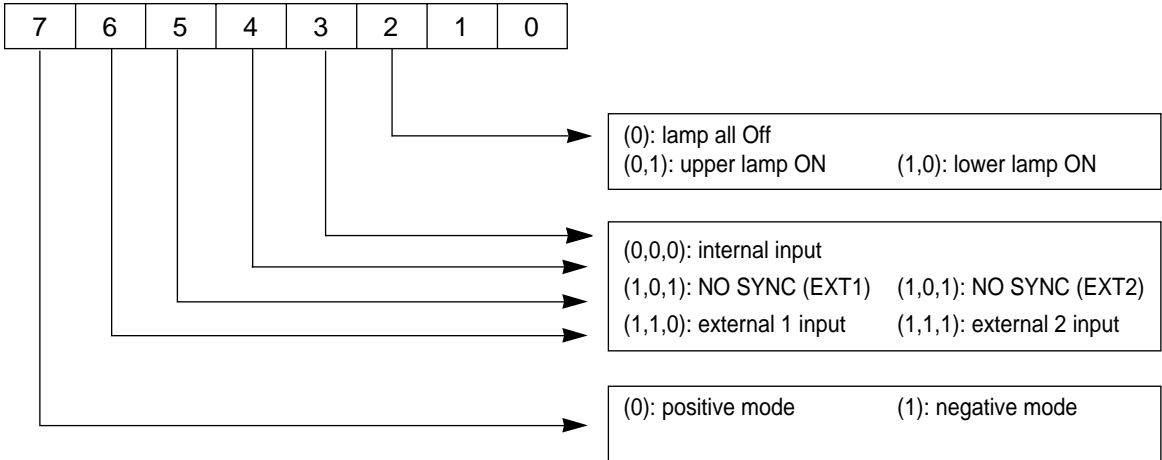 7 6 5 4 3 2 1 0
(0): lamp all Off
(0,1): upper lamp ON (1,0): lower lamp ON
(0,0,0): internal input
(1,0,1): NO SYNC (EXT1) (1,0,1): NO SYNC (EXT2)
(1,1,0): external 1 input (1,1,1): external 2 input
(0): positive mode (1): negative mode